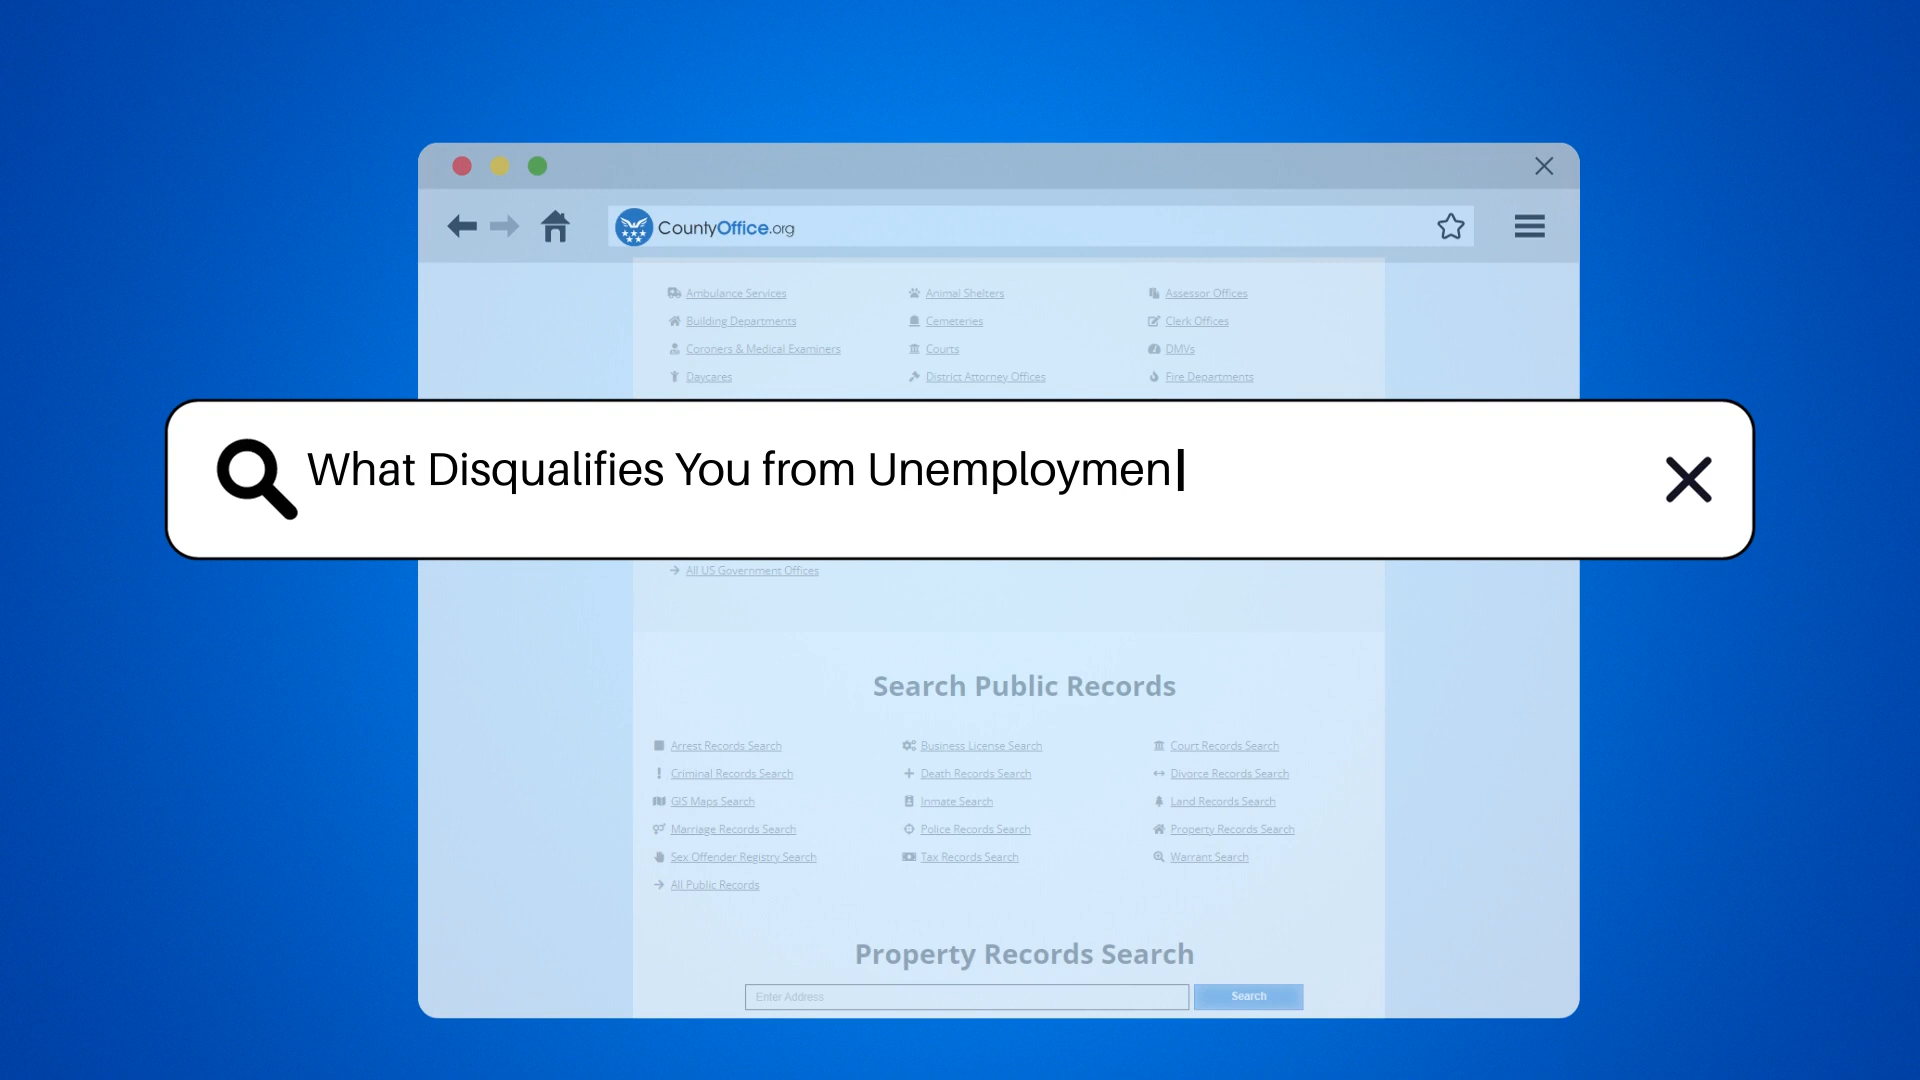 CountyOffice.org
Ambulance Services Animal Shelters Assessor Offices
Building Departments Cemeteries Clerk Offices
Coroners & Medical Examiners Courts DMVs
Daycares District Attorney Offices Fire Departments
What Disqualifies You from Unemploymen
All US Government Offices
Search Public Records
Arrest Records Search Business License Search Court Records Search
Criminal Records Search Death Records Search Divorce Records Search
GIS Maps Search Inmate Search Land Records Search
Marriage Records Search Police Records Search Property Records Search
Sex Offender Registry Search Tax Records Search Warrant Search
All Public Records
Property Records Search
Enter Address Search